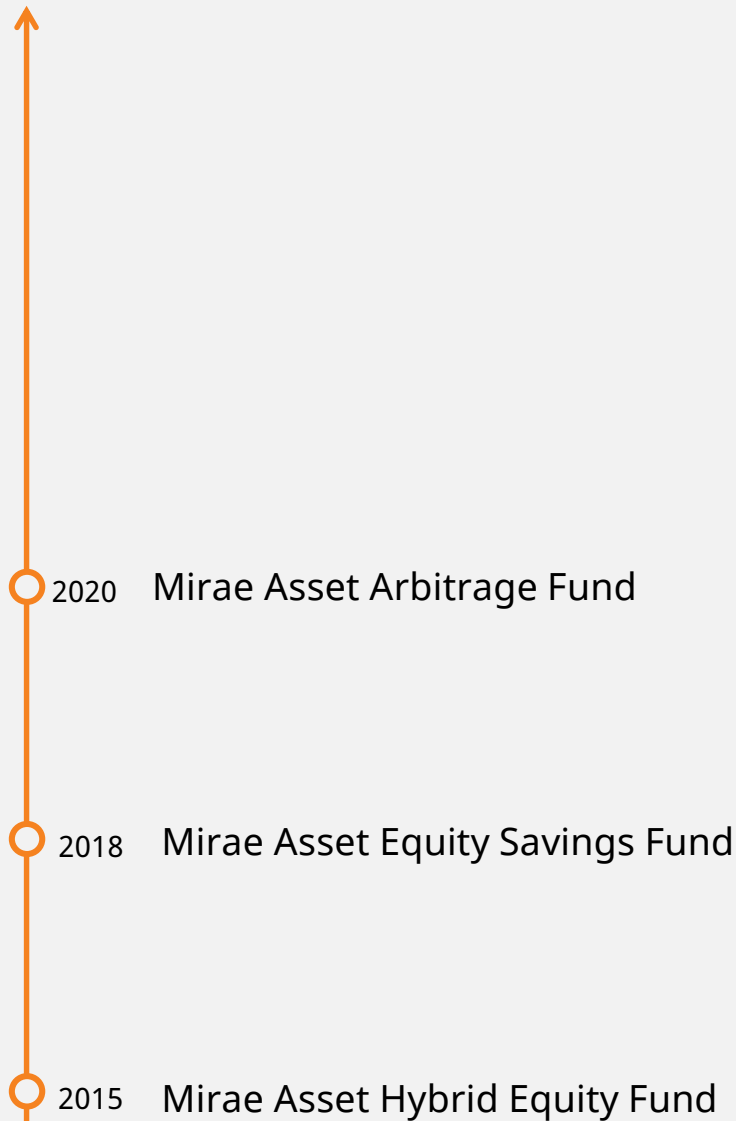 2020 Mirae Asset Arbitrage Fund
2018 Mirae Asset Equity Savings Fund
2015 Mirae Asset Hybrid Equity Fund